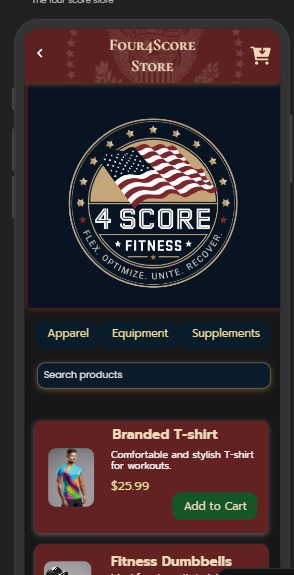 The four score store
Four4Score
Store
4 SCORE
FITNESS
FLEX. OPTIMIZE. UNITE. RECOVER.
Apparel Equipment Supplements
Search products
Branded T-shirt
Comfortable and stylish T-shirt
for workouts.
$25.99
Add to Cart
Fitness Dumbbells